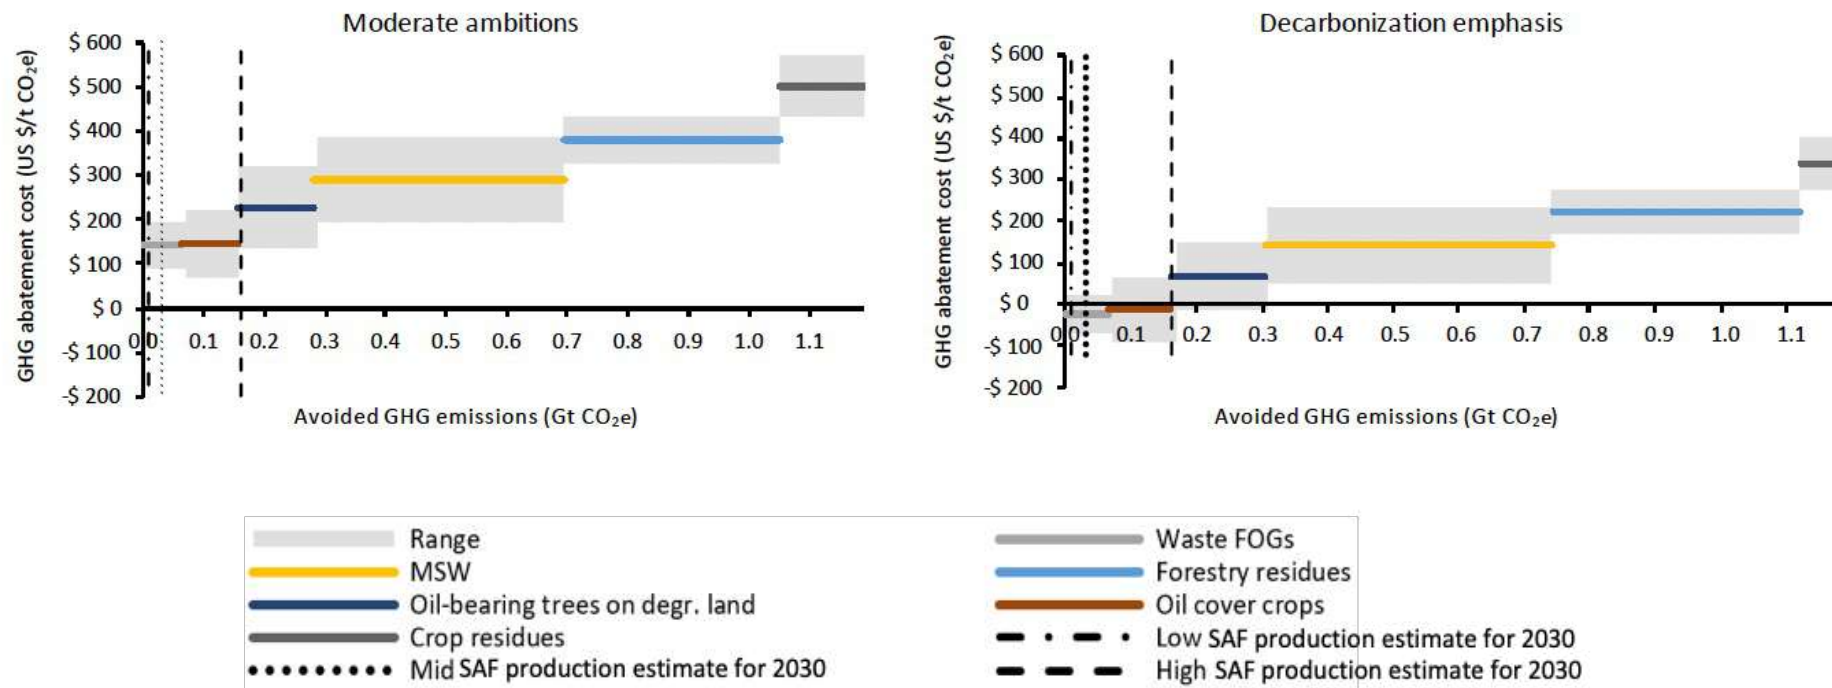 Moderate ambitions
GHG abatement cost (US $/t CO₂e)
$ 600
$ 500
$ 400
$ 300
$ 200
$ 100
$ 0
-$ 100
-$ 200
0.0 0.1 0.2 0.3 0.4 0.5 0.6 0.7 0.8 0.9 1.0 1.1
Avoided GHG emissions (Gt CO₂e)
Decarbonization emphasis
GHG abatement cost (US $/t CO₂e)
$ 600
$ 500
$ 400
$ 300
$ 200
$ 100
$ 0
-$ 100
-$ 200
0.0 0.1 0.2 0.3 0.4 0.5 0.6 0.7 0.8 0.9 1.0 1.1
Avoided GHG emissions (Gt CO₂e)
Range
MSW
Oil-bearing trees on degr. land
Crop residues
Mid SAF production estimate for 2030
Waste FOGs
Forestry residues
Oil cover crops
Low SAF production estimate for 2030
High SAF production estimate for 2030